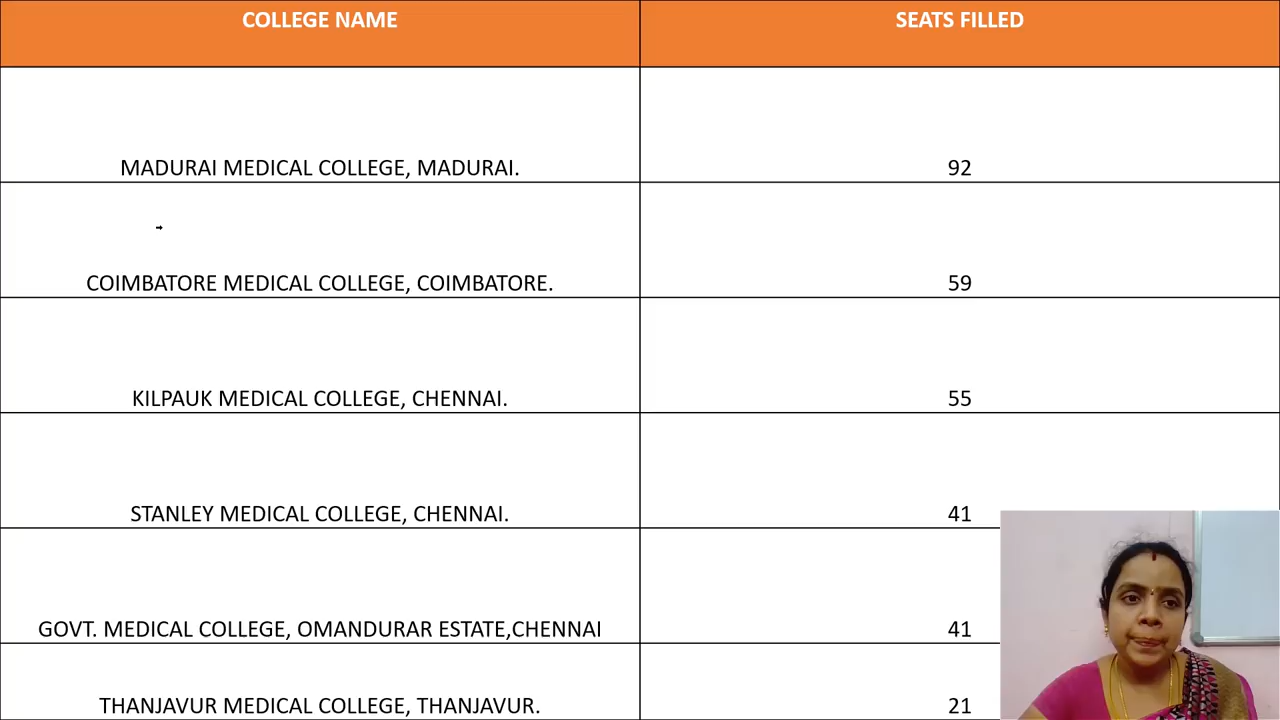 COLLEGE NAME
SEATS FILLED
MADURAI MEDICAL COLLEGE, MADURAI.
92
COIMBATORE MEDICAL COLLEGE, COIMBATORE.
59
KILPAUK MEDICAL COLLEGE, CHENNAI.
55
STANLEY MEDICAL COLLEGE, CHENNAI.
41
GOVT. MEDICAL COLLEGE, OMANDURAR ESTATE,CHENNAI
41
THANJAVUR MEDICAL COLLEGE, THANJAVUR.
21